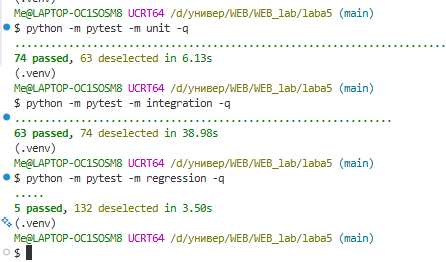 Me@LAPTOP-OC1SOSM8 UCRT64 /d/универ/WEB/WEB_lab/laba5 (main)
$ python -m pytest -m unit -q
..........................................................................
74 passed, 63 deselected in 6.13s
(.venv)
Me@LAPTOP-OC1SOSM8 UCRT64 /d/универ/WEB/WEB_lab/laba5 (main)
$ python -m pytest -m integration -q
...............................................................
63 passed, 74 deselected in 38.98s
(.venv)
Me@LAPTOP-OC1SOSM8 UCRT64 /d/универ/WEB/WEB_lab/laba5 (main)
$ python -m pytest -m regression -q
.....
5 passed, 132 deselected in 3.50s
(.venv)
Me@LAPTOP-OC1SOSM8 UCRT64 /d/универ/WEB/WEB_lab/laba5 (main)
$